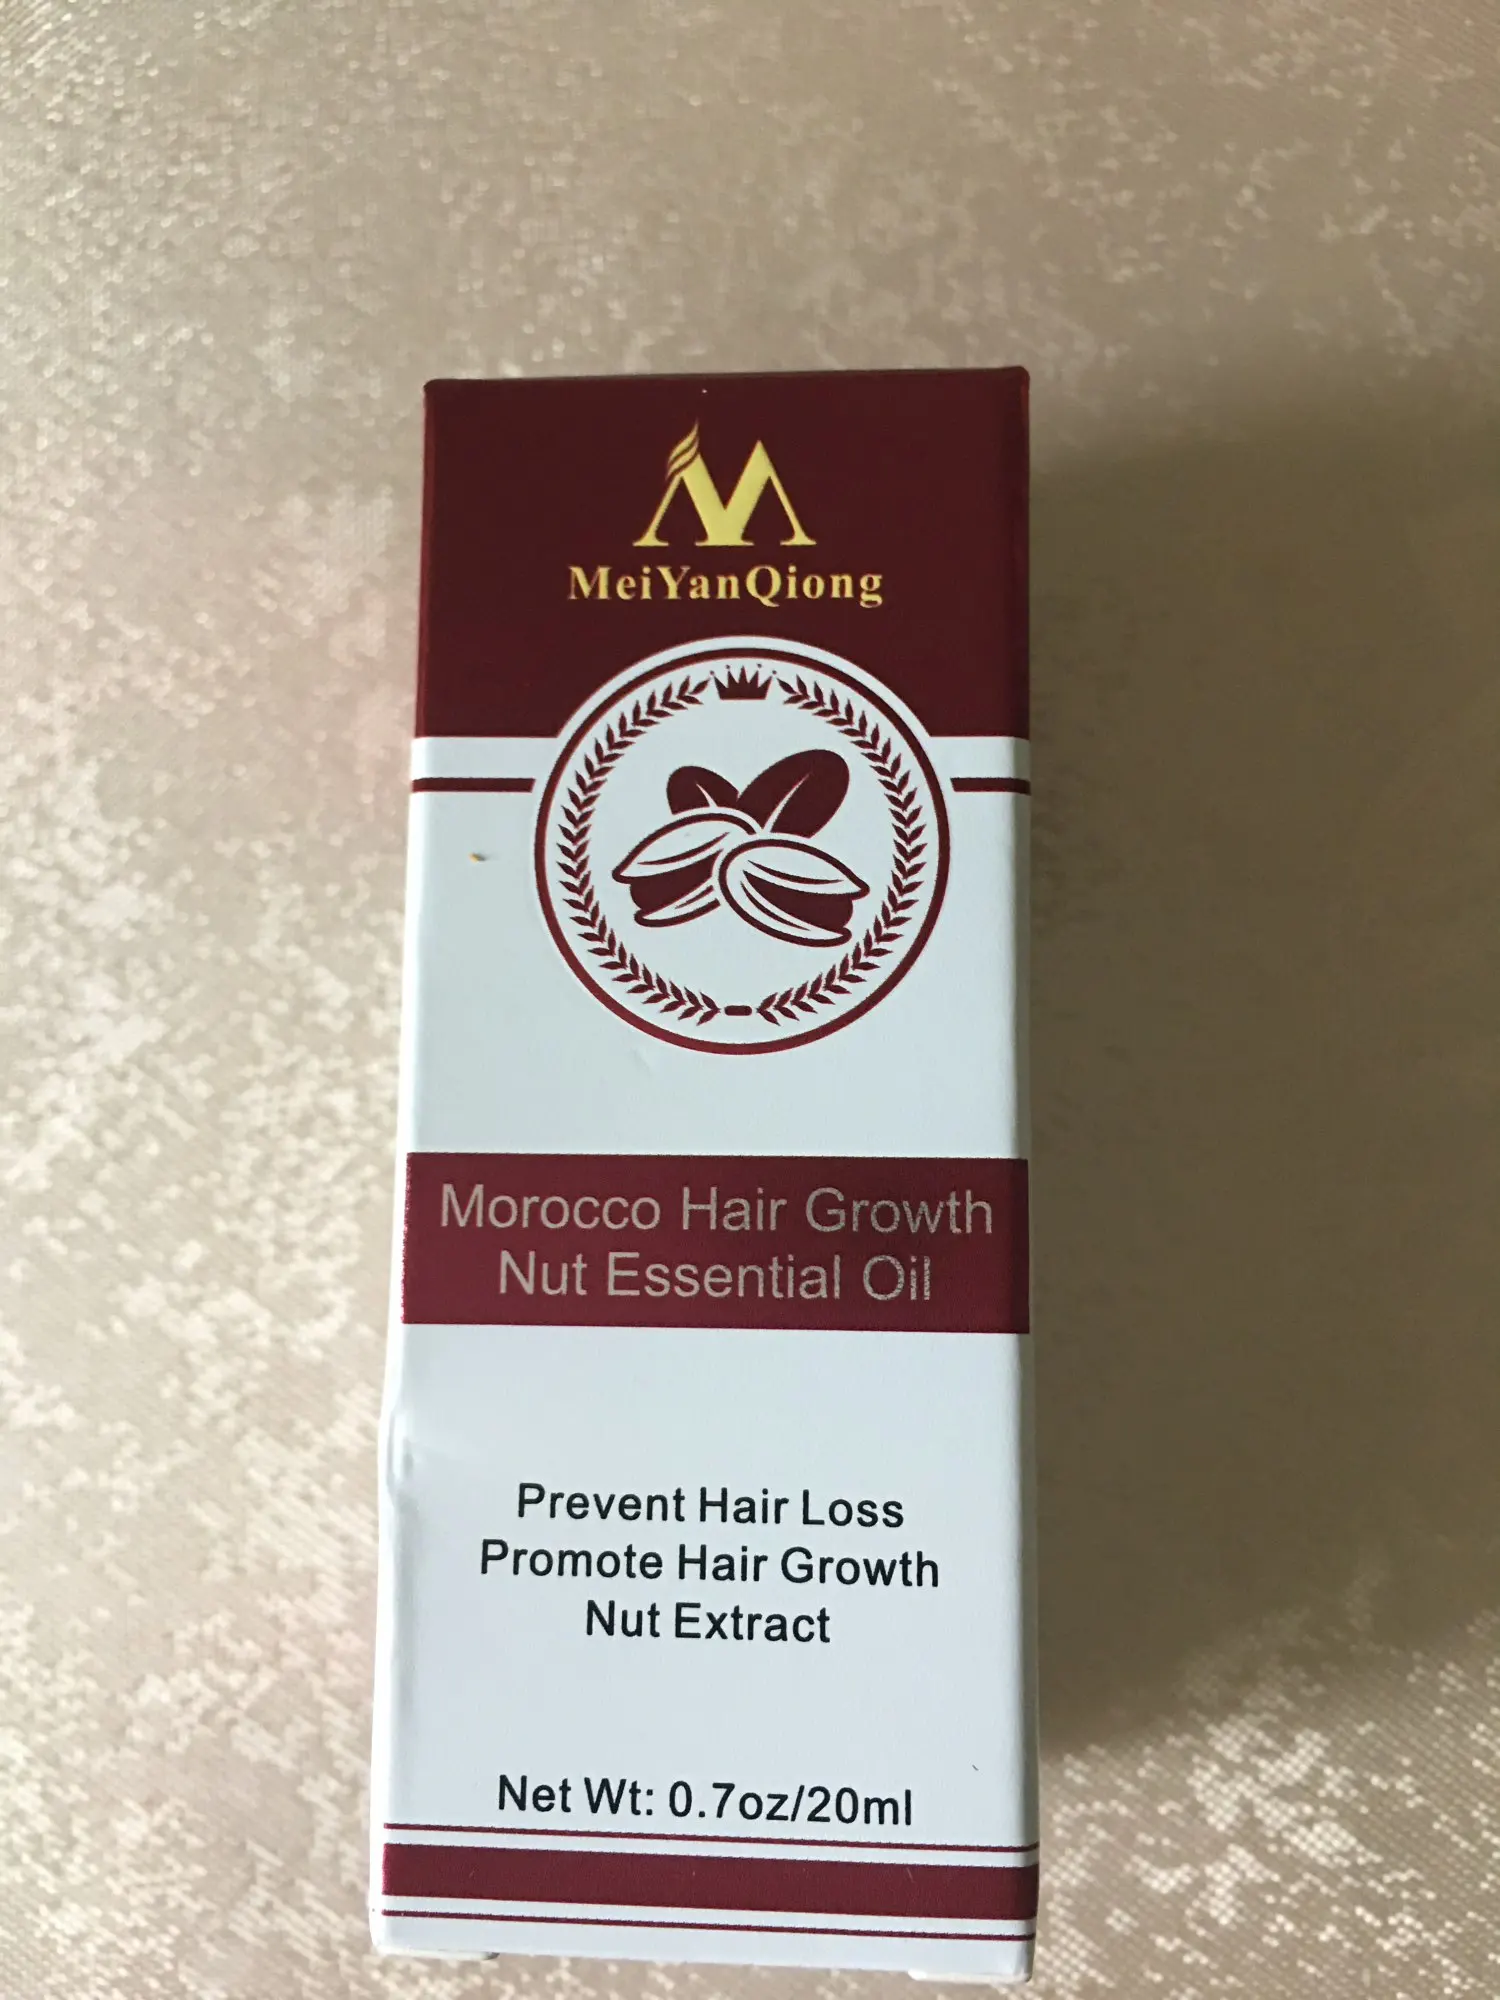 MeiYanQiong
Morocco Hair Growth
Nut Essential Oil
Prevent Hair Loss
Promote Hair Growth
Nut Extract
Net Wt: 0.7oz/20ml